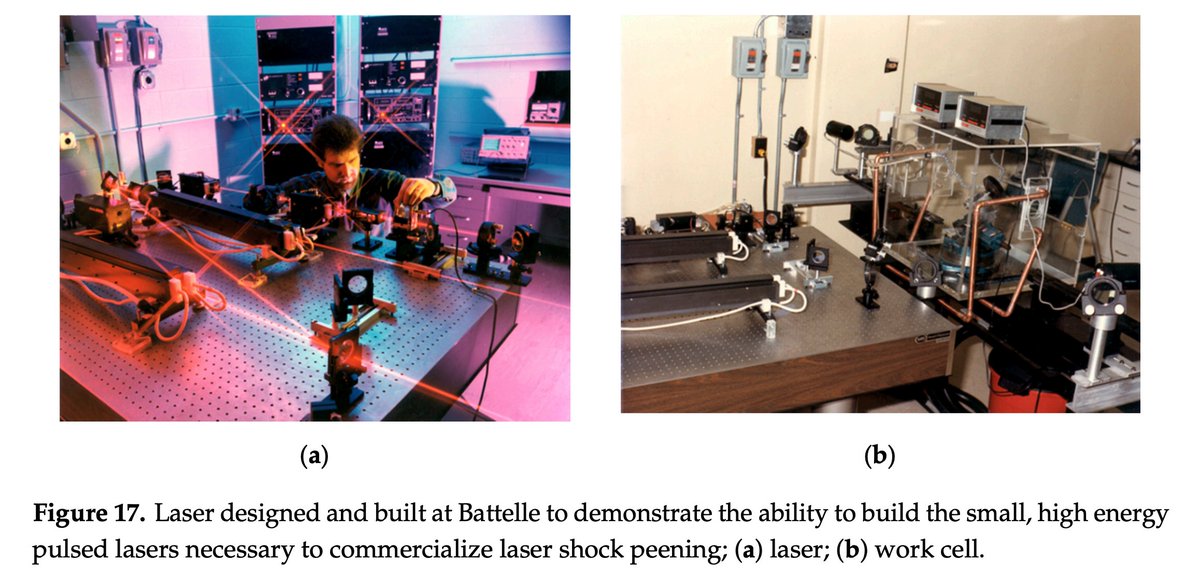 (a)
(b)
Figure 17. Laser designed and built at Battelle to demonstrate the ability to build the small, high energy
pulsed lasers necessary to commercialize laser shock peening; (a) laser; (b) work cell.